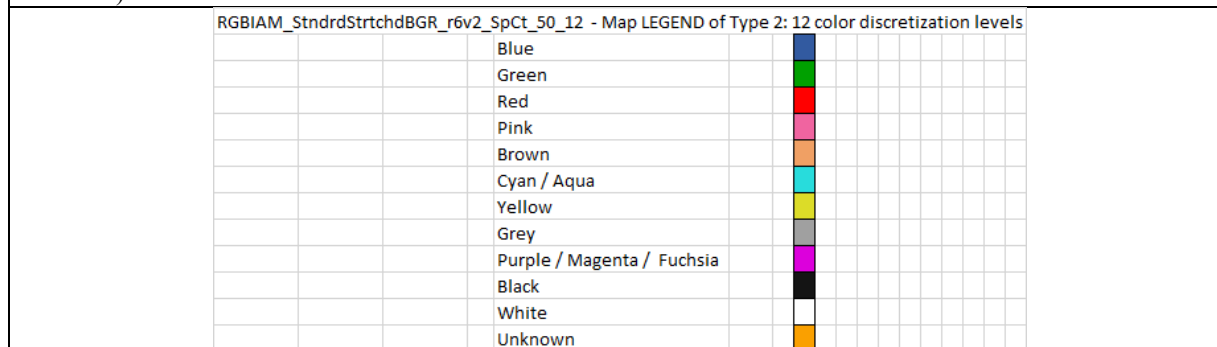 RGBIAM_StndrdStrtchdBGR_r6v2_SpCt_50_12 - Map LEGEND of Type 2: 12 color discretization levels
Blue
Green
Red
Pink
Brown
Cyan / Aqua
Yellow
Grey
Purple / Magenta / Fuchsia
Black
White
Unknown